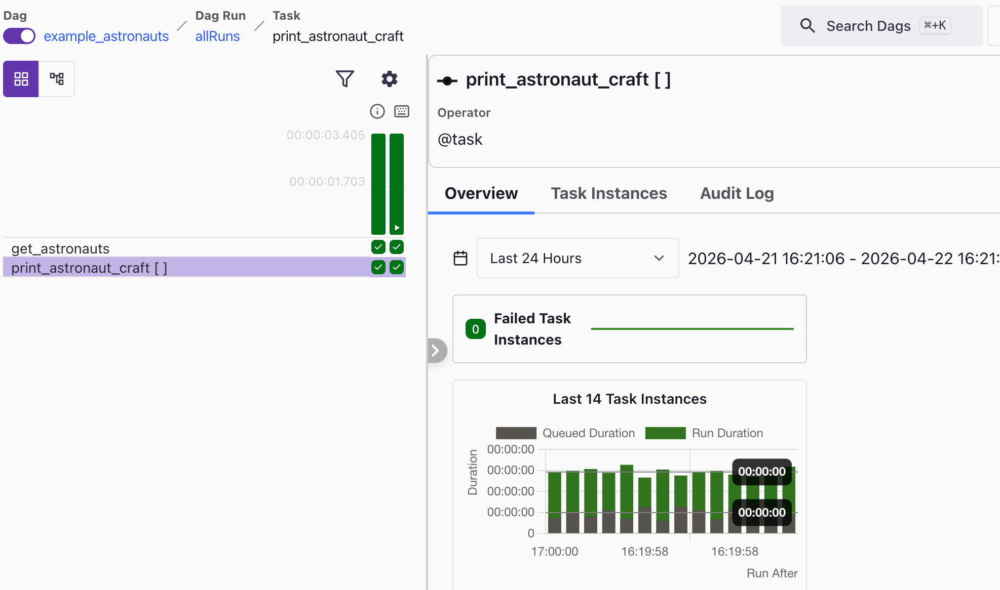 Dag
example_astronauts
Dag Run
allRuns
Task
print_astronaut_craft
Search Dags ⌘+K
00:00:03.405
00:00:01.703
get_astronauts
print_astronaut_craft [ ]
print_astronaut_craft [ ]
Operator
@task
Overview Task Instances Audit Log
Last 24 Hours 2026-04-21 16:21:06 - 2026-04-22 16:21:
0 Failed Task
Instances
Last 14 Task Instances
Queued Duration Run Duration
Duration
00:00:00
00:00:00
00:00:00
00:00:00
0
00:00:00
00:00:00
17:00:00 16:19:58 16:19:58
Run After